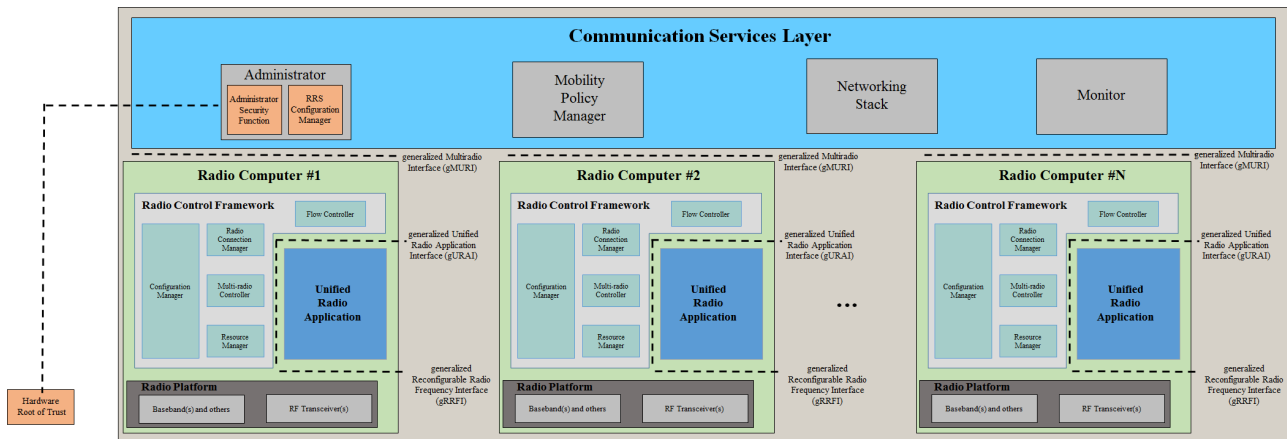 Communication Services Layer
Administrator
Administrator
Security
Function
RRS
Configuration
Manager
Mobility
Policy
Manager
Networking
Stack
Monitor
generalized Multiradio
Interface (gMURI)
generalized Multiradio
Interface (gMURI)
generalized Multiradio
Interface (gMURI)
Radio Computer #1
Radio Control Framework
Flow Controller
Configuration
Manager
Radio
Connection
Manager
Multi-radio
Controller
Resource
Manager
Unified
Radio
Application
generalized Unified
Radio Application
Interface (gURAI)
generalized
Reconfigurable Radio
Frequency Interface
(gRRFI)
Radio Platform
Baseband(s) and others
RF Transceiver(s)
Radio Computer #2
Radio Control Framework
Flow Controller
Configuration
Manager
Radio
Connection
Manager
Multi-radio
Controller
Resource
Manager
Unified
Radio
Application
generalized Unified
Radio Application
Interface (gURAI)
generalized
Reconfigurable Radio
Frequency Interface
(gRRFI)
Radio Platform
Baseband(s) and others
RF Transceiver(s)
...
Radio Computer #N
Radio Control Framework
Flow Controller
Configuration
Manager
Radio
Connection
Manager
Multi-radio
Controller
Resource
Manager
Unified
Radio
Application
generalized Unified
Radio Application
Interface (gURAI)
generalized
Reconfigurable Radio
Frequency Interface
(gRRFI)
Radio Platform
Baseband(s) and others
RF Transceiver(s)
Hardware
Root of Trust